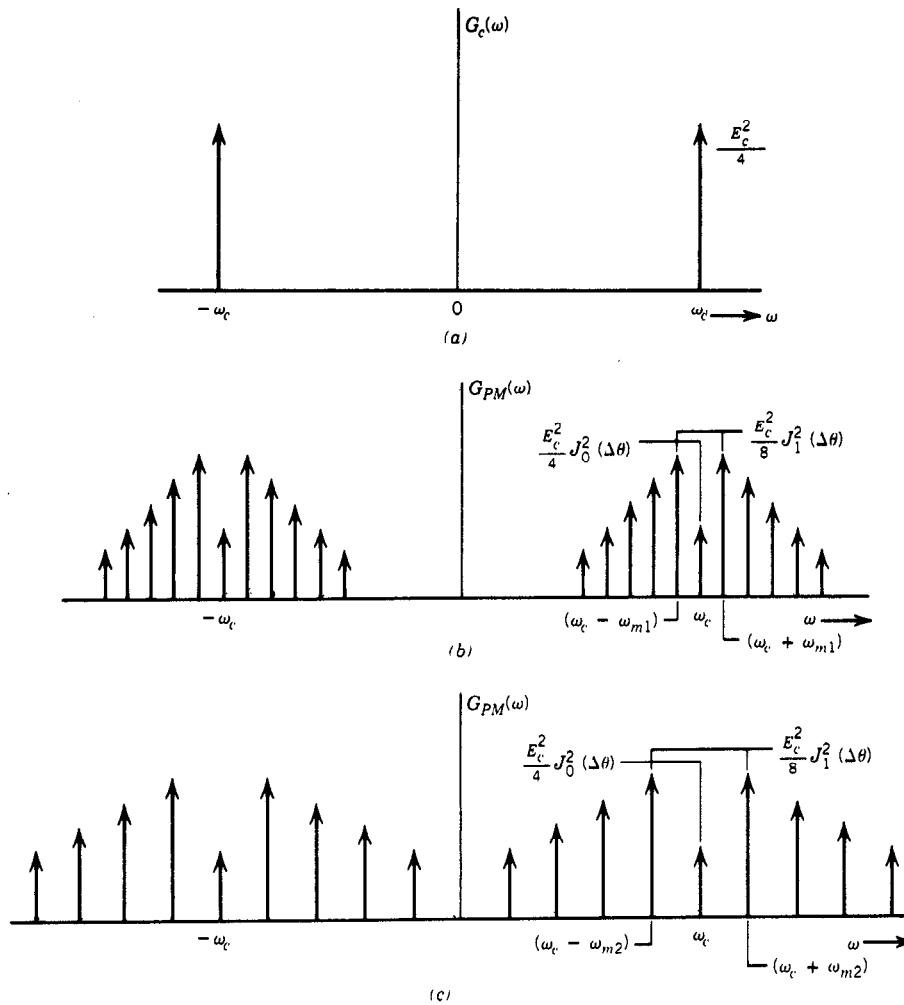 G_c(ω)
E_c^2/4
-ω_c 0 ω_c ω
(a)
G_PM(ω)
E_c^2/4 J_0^2 (Δθ) E_c^2/8 J_1^2 (Δθ)
-ω_c (ω_c - ω_m1) ω_c ω
(ω_c + ω_m1)
(b)
G_PM(ω)
E_c^2/4 J_0^2 (Δθ) E_c^2/8 J_1^2 (Δθ)
-ω_c (ω_c - ω_m2) ω_c ω
(ω_c + ω_m2)
(c)